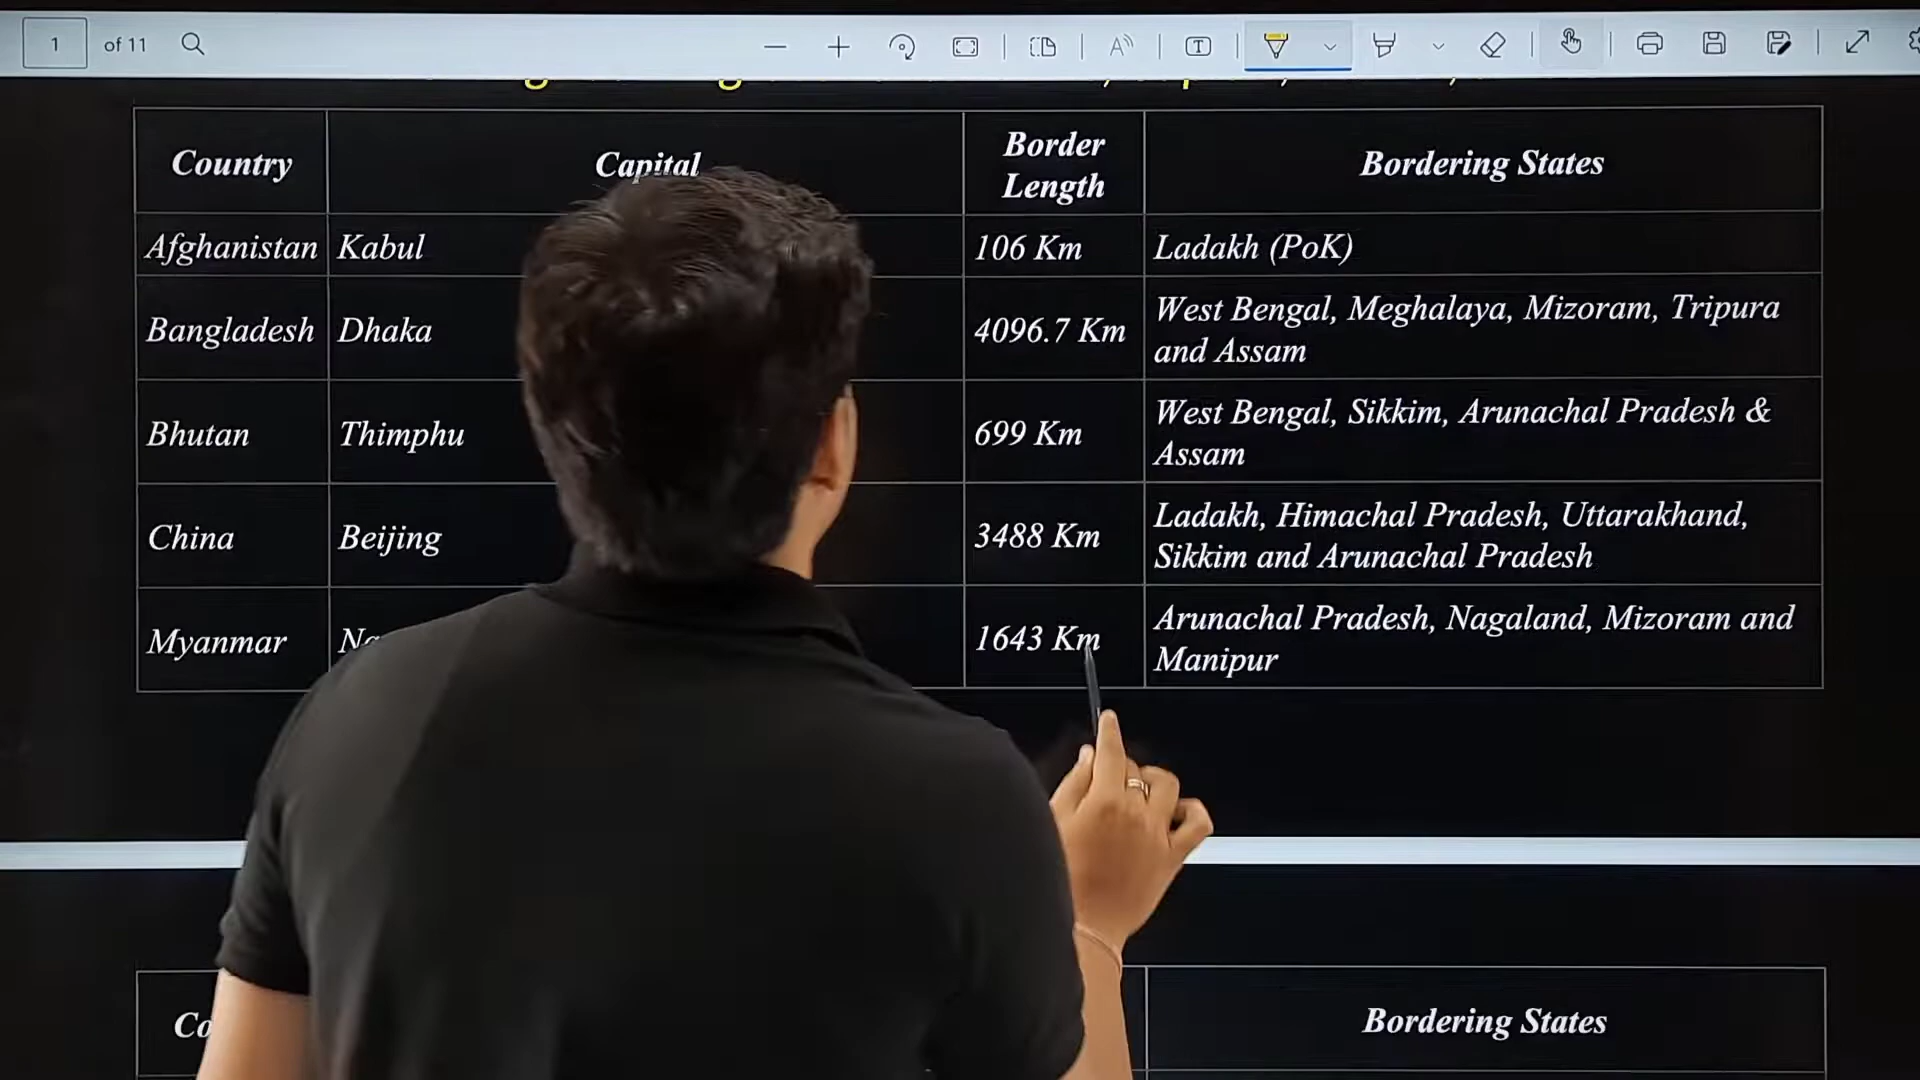 1 of 11
Country Capital Border Length Bordering States
Afghanistan Kabul 106 Km Ladakh (PoK)
Bangladesh Dhaka 4096.7 Km West Bengal, Meghalaya, Mizoram, Tripura
and Assam
Bhutan Thimphu 699 Km West Bengal, Sikkim, Arunachal Pradesh &
Assam
China Beijing 3488 Km Ladakh, Himachal Pradesh, Uttarakhand,
Sikkim and Arunachal Pradesh
Myanmar 1643 Km Arunachal Pradesh, Nagaland, Mizoram and
Manipur
Bordering States